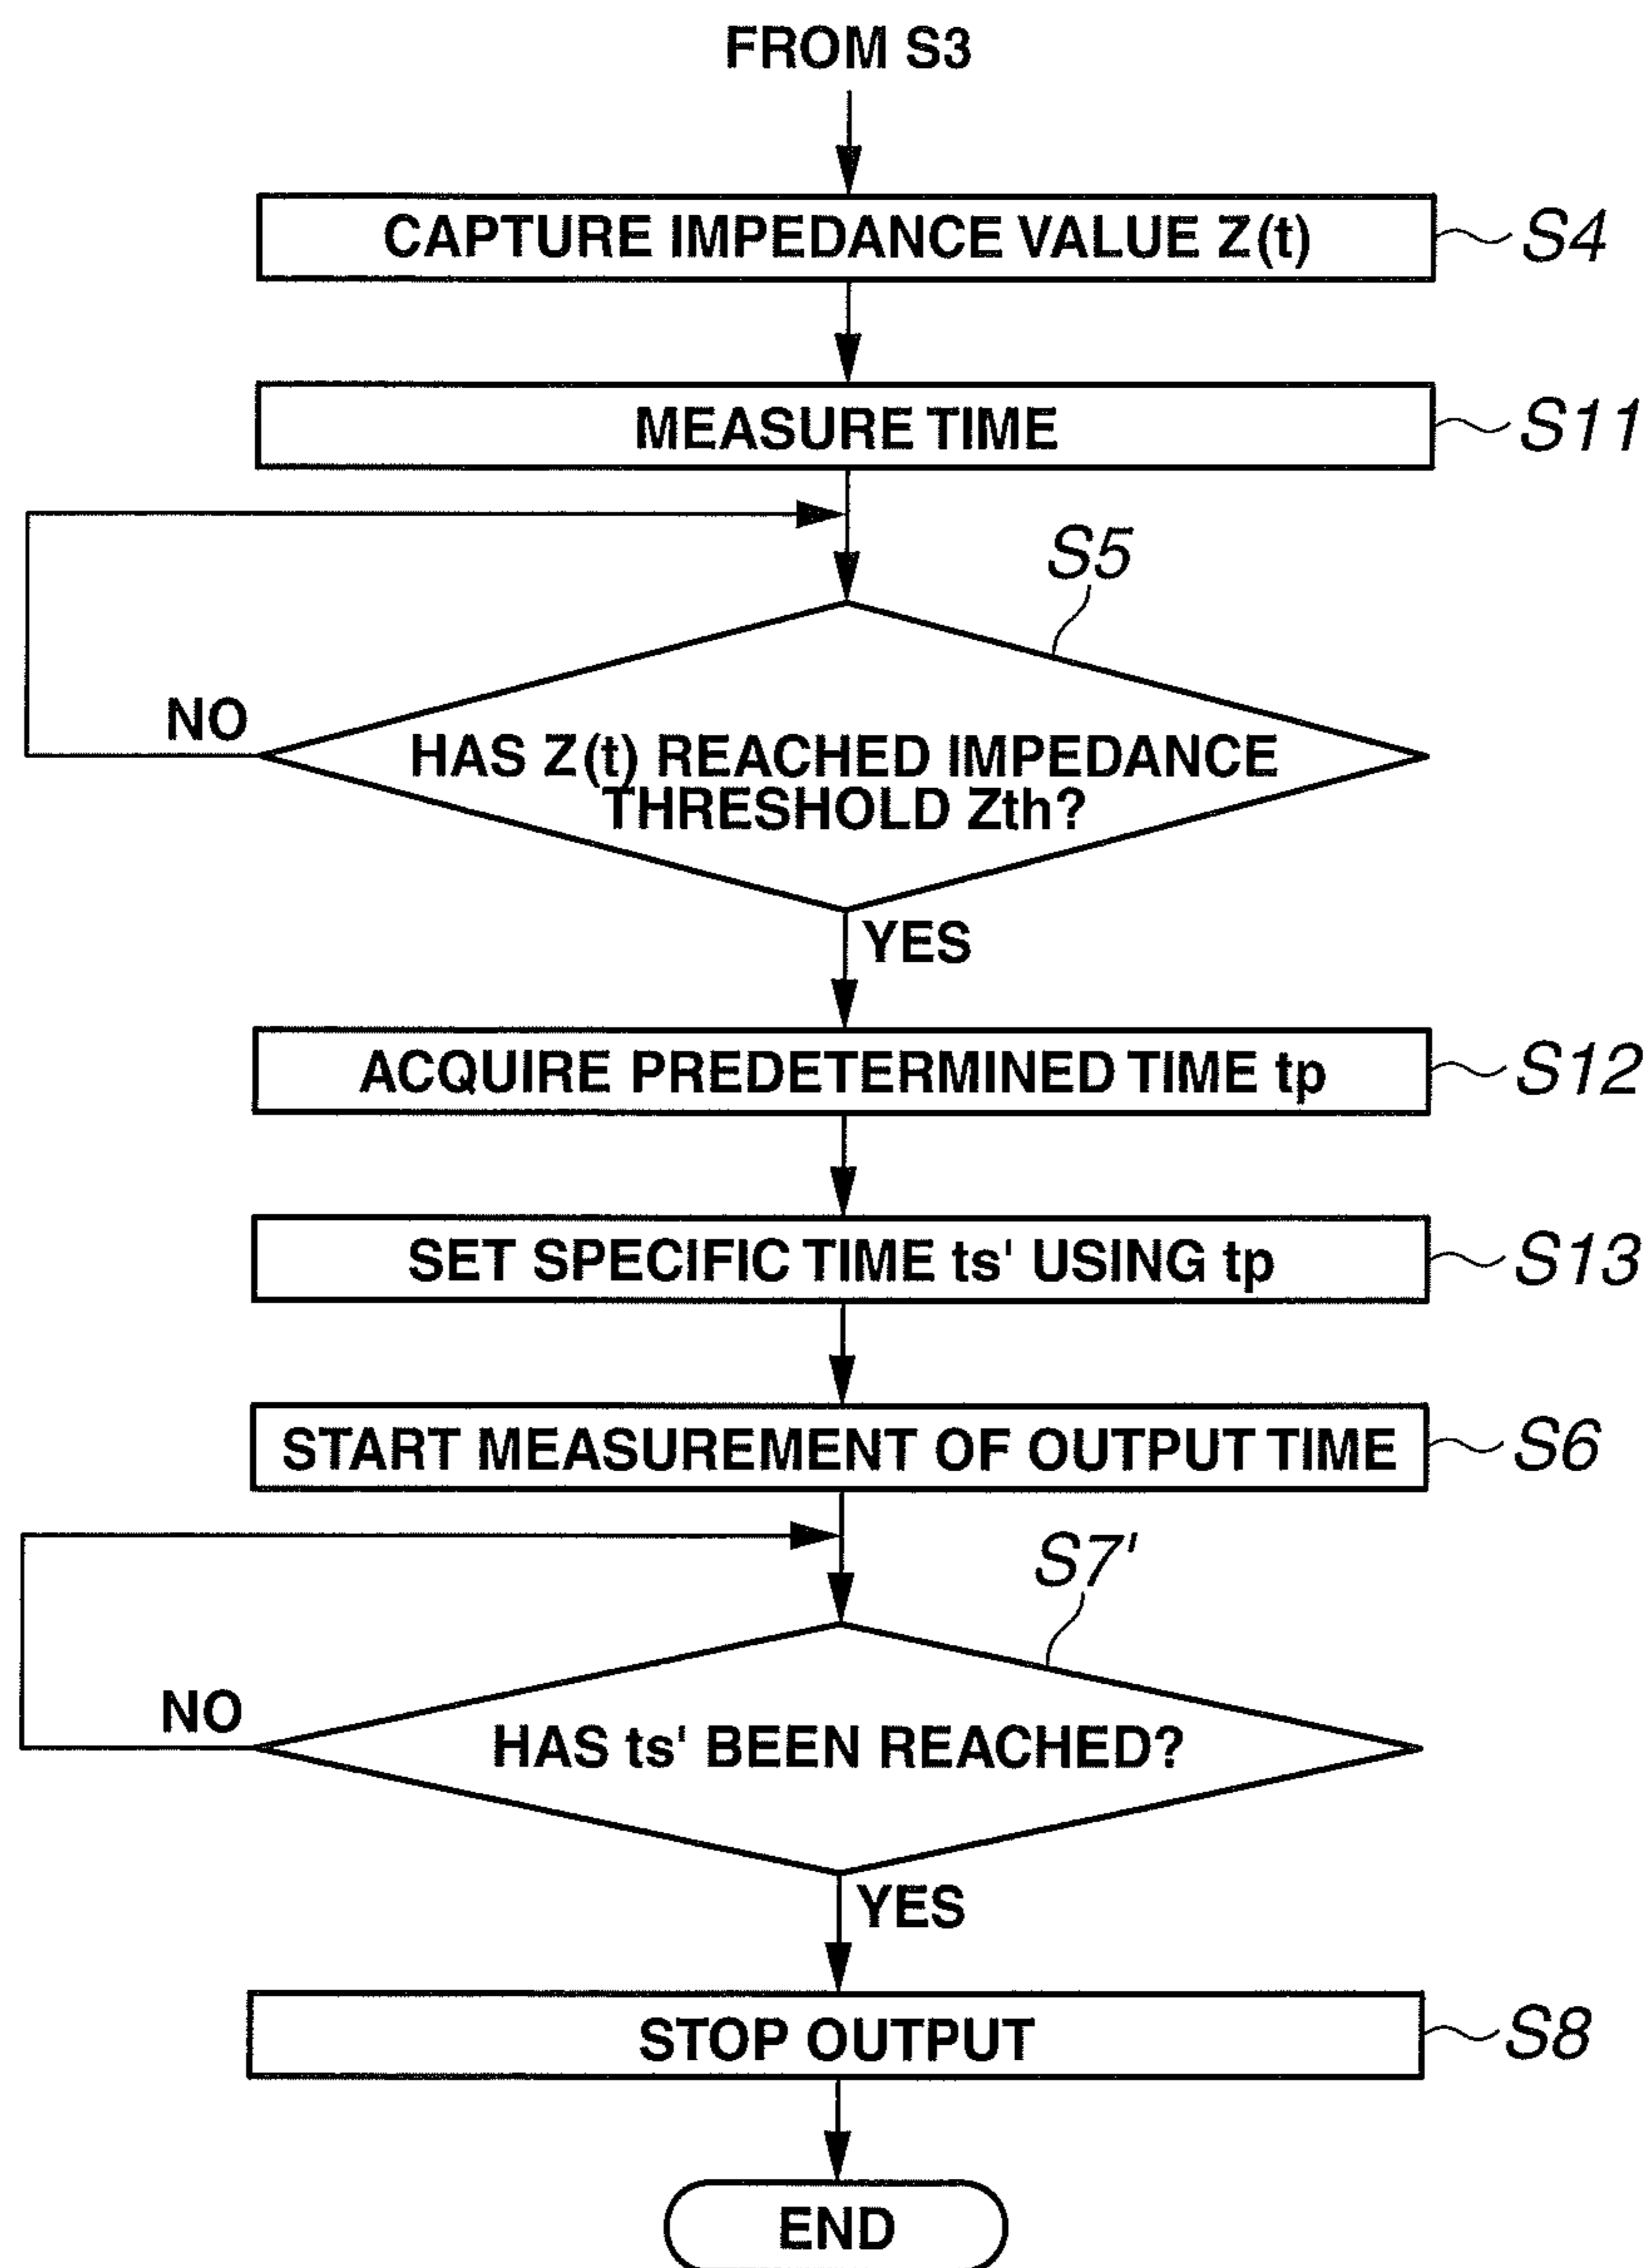 FROM S3
CAPTURE IMPEDANCE VALUE Z(t)
S4
MEASURE TIME
S11
S5
NO
HAS Z(t) REACHED IMPEDANCE
THRESHOLD Zth?
YES
ACQUIRE PREDETERMINED TIME tp
S12
SET SPECIFIC TIME ts' USING tp
S13
START MEASUREMENT OF OUTPUT TIME
S6
S7'
NO
HAS ts' BEEN REACHED?
YES
STOP OUTPUT
S8
END